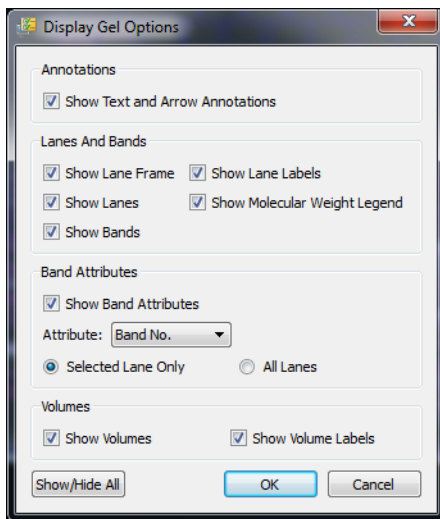 Display Gel Options
Annotations
Show Text and Arrow Annotations
Lanes And Bands
Show Lane Frame Show Lane Labels
Show Lanes Show Molecular Weight Legend
Show Bands
Band Attributes
Show Band Attributes
Attribute: Band No.
Selected Lane Only All Lanes
Volumes
Show Volumes Show Volume Labels
Show/Hide All OK Cancel